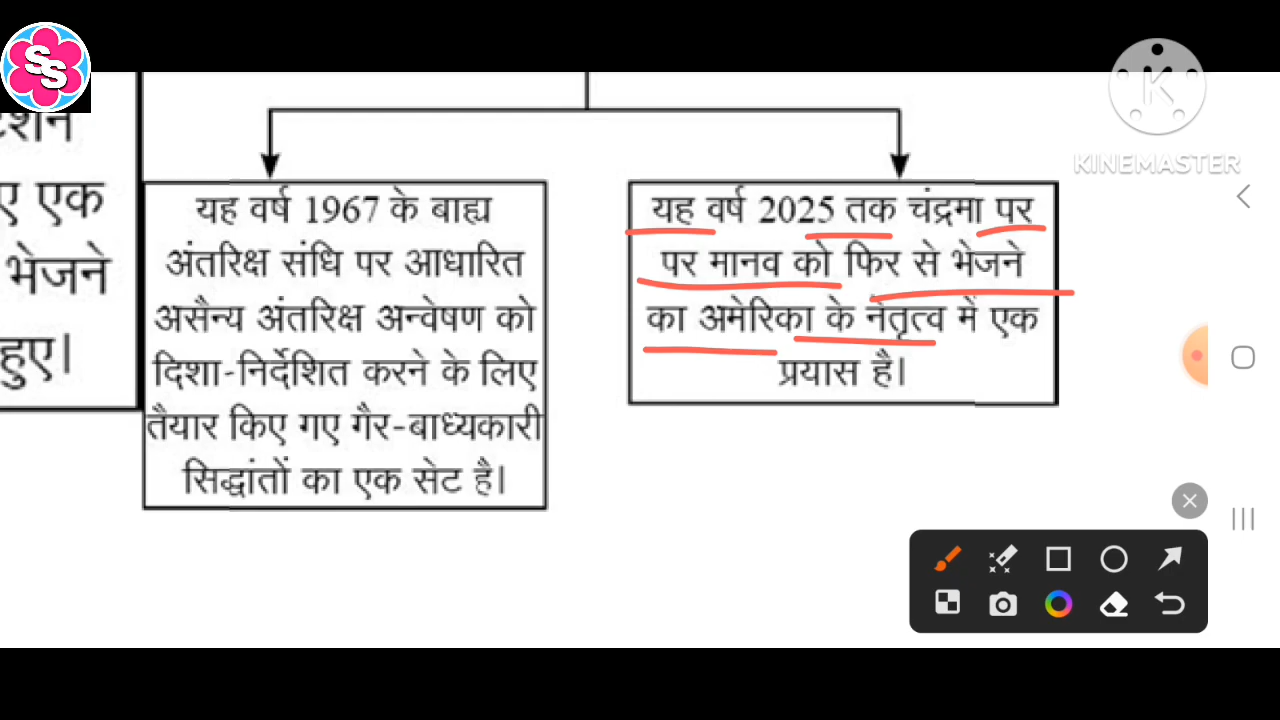 SS
KINEMASTER
एक
भेजने
हुए।
यह वर्ष 1967 के बाह्य
अंतरिक्ष संधि पर आधारित
असैन्य अंतरिक्ष अन्वेषण को
दिशा-निर्देशित करने के लिए
तैयार किए गए गैर-बाध्यकारी
सिद्धांतों का एक सेट है।
यह वर्ष 2025 तक चंद्रमा पर
पर मानव को फिर से भेजने
का अमेरिका के नेतृत्व में एक
प्रयास है।